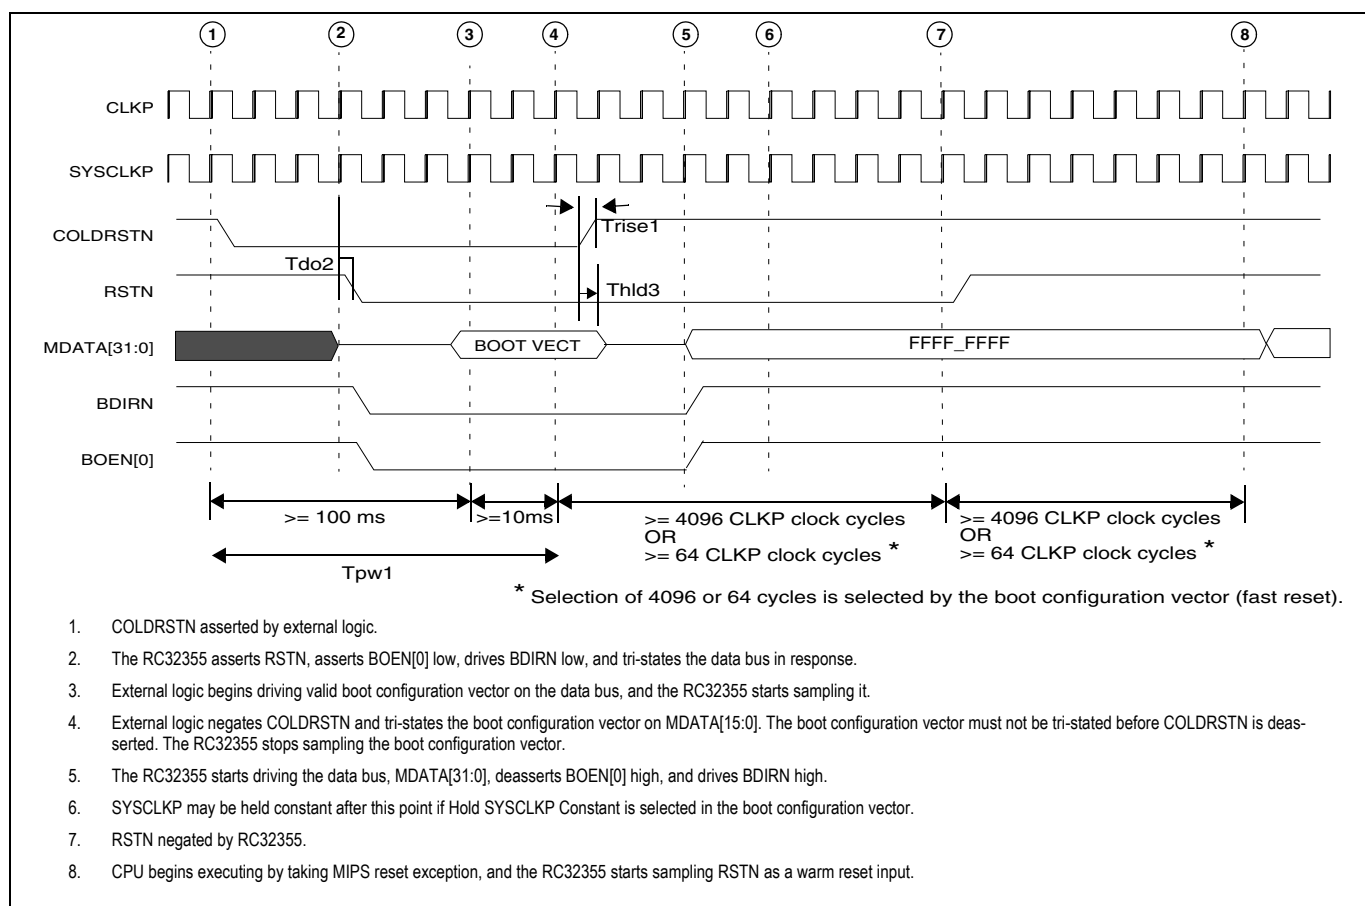 1 2 3 4 5 6 7 8
CLKP
SYSCLKP
COLDRSTN
Trise1
Tdo2
RSTN
Thld3
MDATA[31:0]
BOOT VECT
FFFF_FFFF
BDIRN
BOEN[0]
>= 100 ms
>=10ms
>= 4096 CLKP clock cycles
OR
>= 64 CLKP clock cycles *
>= 4096 CLKP clock cycles
OR
>= 64 CLKP clock cycles *
Tpw1
* Selection of 4096 or 64 cycles is selected by the boot configuration vector (fast reset).
1. COLDRSTN asserted by external logic.
2. The RC32355 asserts RSTN, asserts BOEN[0] low, drives BDIRN low, and tri-states the data bus in response.
3. External logic begins driving valid boot configuration vector on the data bus, and the RC32355 starts sampling it.
4. External logic negates COLDRSTN and tri-states the boot configuration vector on MDATA[15:0]. The boot configuration vector must not be tri-stated before COLDRSTN is deas-
serted. The RC32355 stops sampling the boot configuration vector.
5. The RC32355 starts driving the data bus, MDATA[31:0], deasserts BOEN[0] high, and drives BDIRN high.
6. SYSCLKP may be held constant after this point if Hold SYSCLKP Constant is selected in the boot configuration vector.
7. RSTN negated by RC32355.
8. CPU begins executing by taking MIPS reset exception, and the RC32355 starts sampling RSTN as a warm reset input.